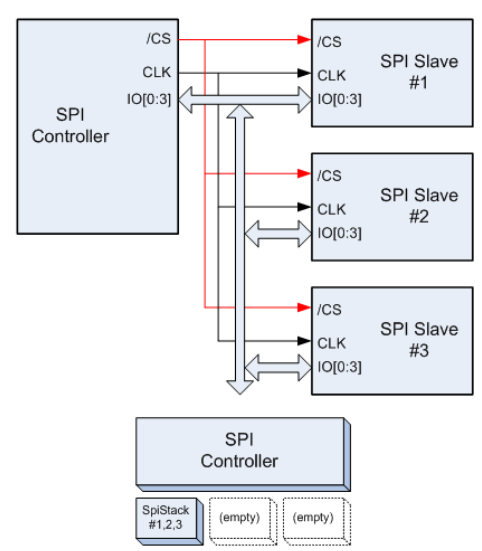 /CS
CLK
IO[0:3]
SPI
Controller
/CS
CLK
IO[0:3]
SPI Slave
#1
/CS
CLK
IO[0:3]
SPI Slave
#2
/CS
CLK
IO[0:3]
SPI Slave
#3
SPI
Controller
SpiStack
#1,2,3
(empty)
(empty)